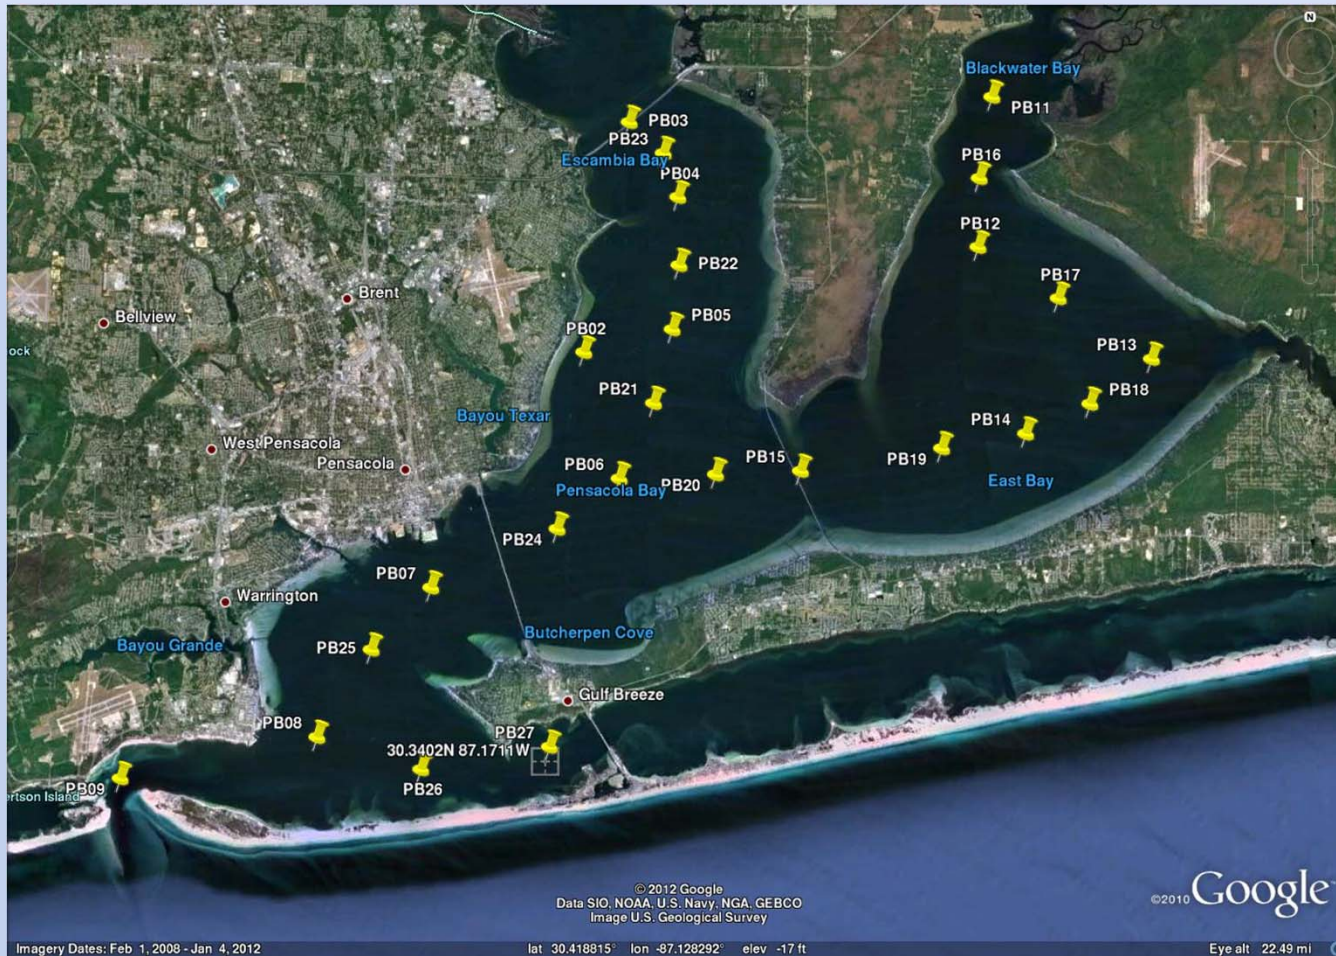 N
Blackwater Bay
PB11
PB03
PB23
Escambia Bay
PB04
PB16
PB12
PB22
PB17
Brent
Bellview
PB05
PB02
ock
PB13
PB21
PB18
Bayou Texar
PB14
West Pensacola
Pensacola
PB06
PB15
PB19
Pensacola Bay
PB20
East Bay
PB24
PB07
Warrington
Bayou Grande
PB25
Butcherpen Cove
Gulf Breeze
PB08
PB27
30.3402N 87.1711W
PB09
PB26
ertson Island
© 2012 Google
Data SIO, NOAA, U.S. Navy, NGA, GEBCO
Image U.S. Geological Survey
©2010 Google
Imagery Dates: Feb 1, 2008 - Jan 4, 2012
lat 30.418815° lon -87.128292° elev -17 ft
Eye alt 22.49 mi